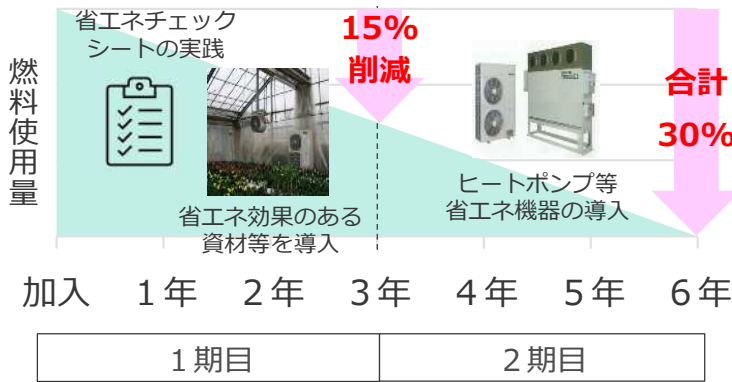 省エネチェック
シートの実践
15%
削減
合計
30%
燃料使用量
省エネ効果のある
資材等を導入
ヒートポンプ等
省エネ機器の導入
加入
１年
２年
３年
４年
５年
６年
１期目
２期目